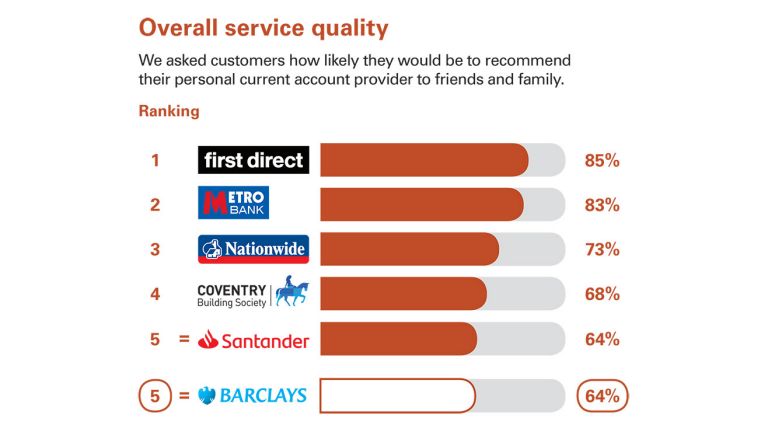 Overall service quality
We asked customers how likely they would be to recommend
their personal current account provider to friends and family.
Ranking
1 first direct 85%
2 METRO BANK 83%
3 Nationwide 73%
4 COVENTRY Building Society 68%
5 = Santander 64%
5 = BARCLAYS 64%